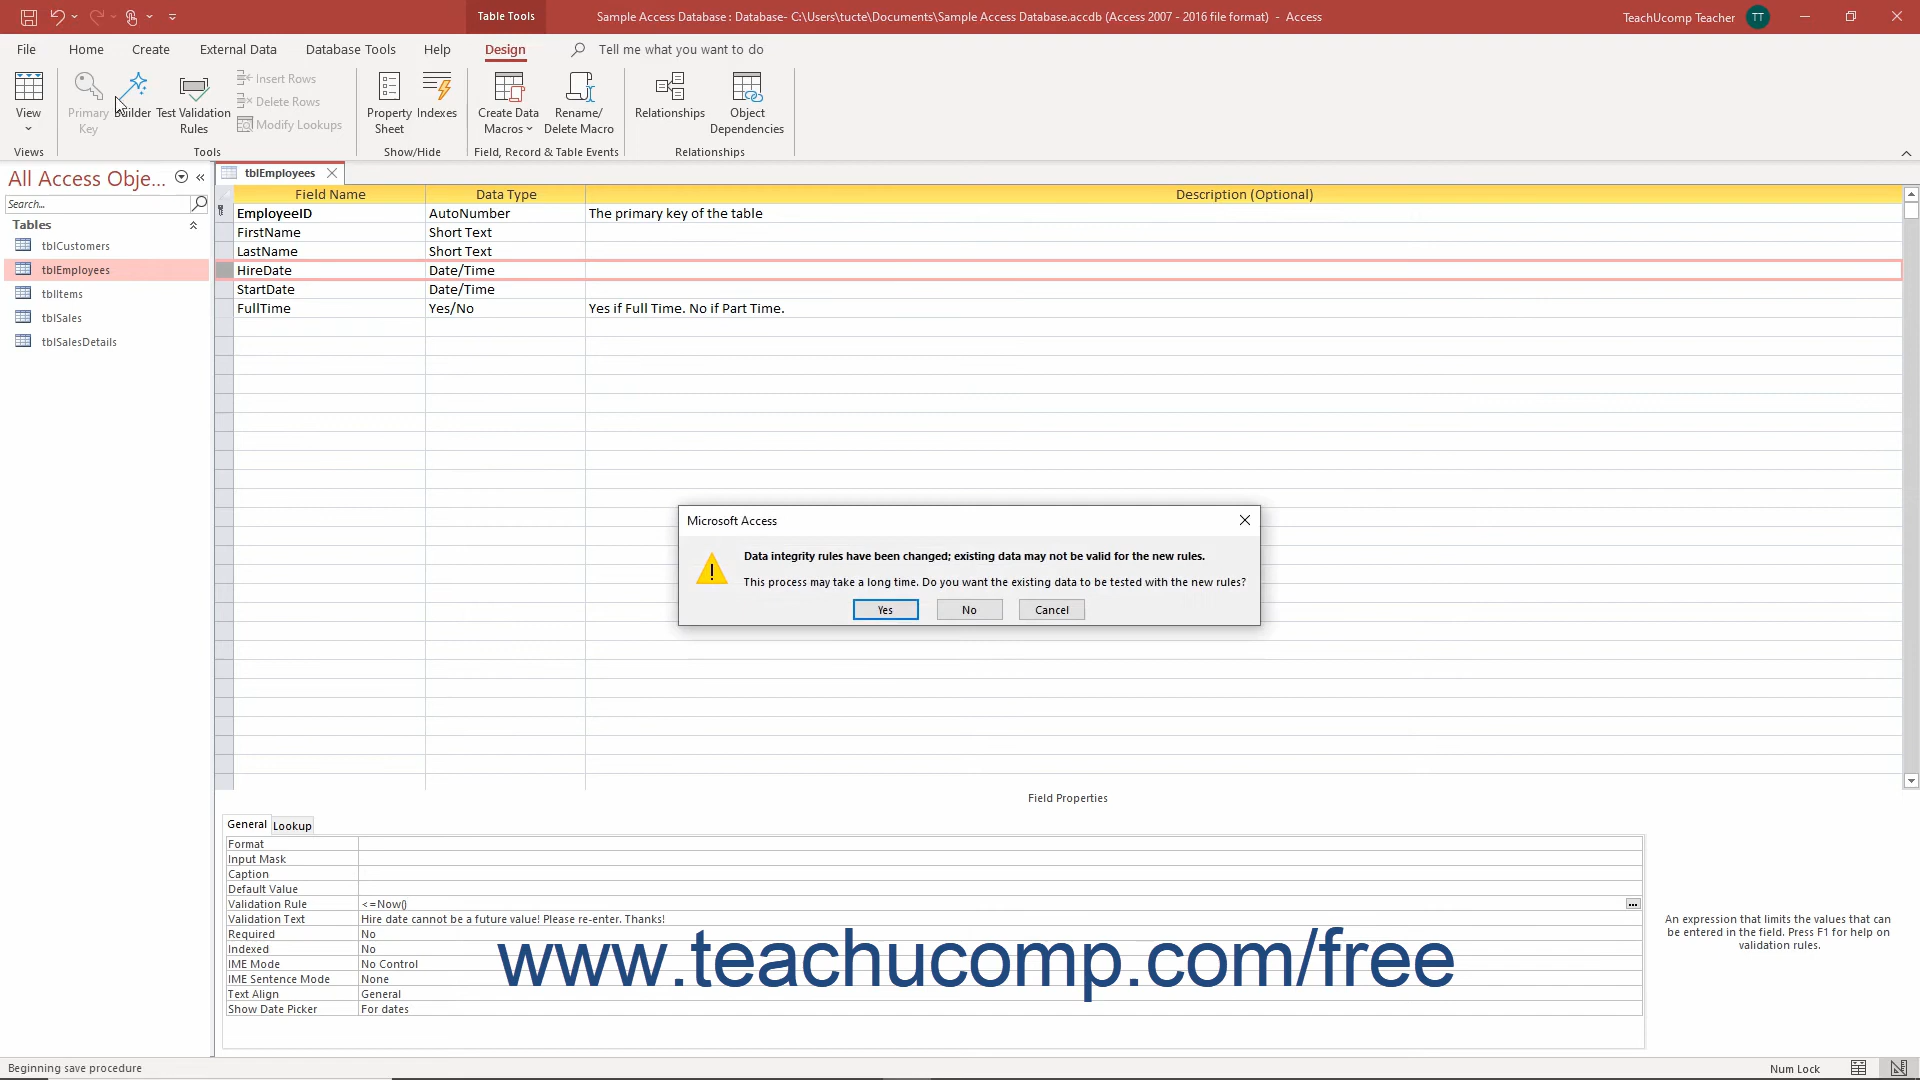 Table Tools
Sample Access Database : Database- C:\Users\tucte\Documents\Sample Access Database.accdb (Access 2007 - 2016 file format) - Access
TeachUcomp Teacher TT
File Home Create External Data Database Tools Help Design Tell me what you want to do
View
Primary Key
Builder
Test Validation Rules
Insert Rows
Delete Rows
Modify Lookups
Property Sheet
Indexes
Create Data Macros
Rename/ Delete Macro
Relationships
Object Dependencies
Views Tools Show/Hide Field, Record & Table Events Relationships
All Access Obje...
Search...
Tables
tblCustomers
tblEmployees
tblItems
tblSales
tblSalesDetails
tblEmployees
Field Name Data Type Description (Optional)
EmployeeID AutoNumber The primary key of the table
FirstName Short Text
LastName Short Text
HireDate Date/Time
StartDate Date/Time
FullTime Yes/No Yes if Full Time. No if Part Time.
Microsoft Access
Data integrity rules have been changed; existing data may not be valid for the new rules.
This process may take a long time. Do you want the existing data to be tested with the new rules?
Yes No Cancel
Field Properties
General Lookup
Format
Input Mask
Caption
Default Value
Validation Rule <=Now()
Validation Text Hire date cannot be a future value! Please re-enter. Thanks!
Required No
Indexed No
IME Mode No Control
IME Sentence Mode None
Text Align General
Show Date Picker For dates
An expression that limits the values that can
be entered in the field. Press F1 for help on
validation rules.
www.teachucomp.com/free
Beginning save procedure
Num Lock